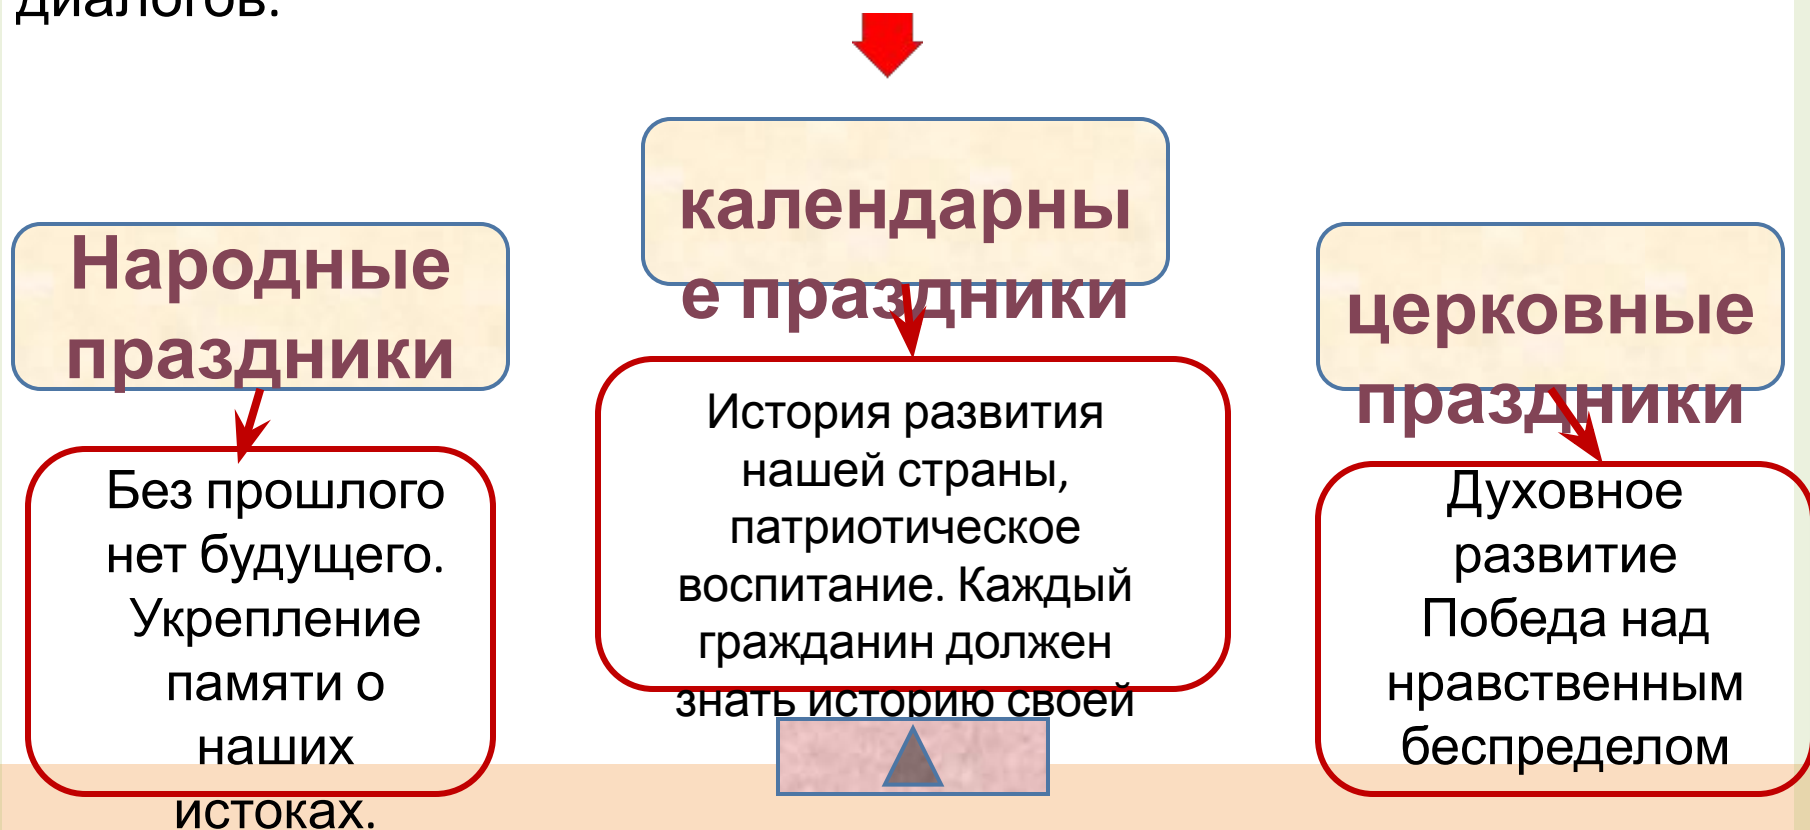 диалогов.
календарны
е праздники
Народные
праздники
церковные
праздники
История развития
нашей страны,
патриотическое
воспитание. Каждый
гражданин должен
знать историю своей
Без прошлого
нет будущего.
Укрепление
памяти о
наших
истоках.
Духовное
развитие
Победа над
нравственным
беспределом